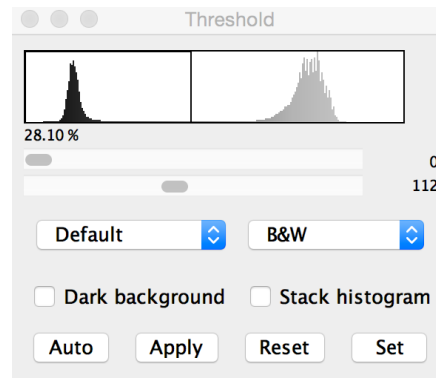 Threshold
28.10 %
0
112
Default B&W
Dark background Stack histogram
Auto Apply Reset Set